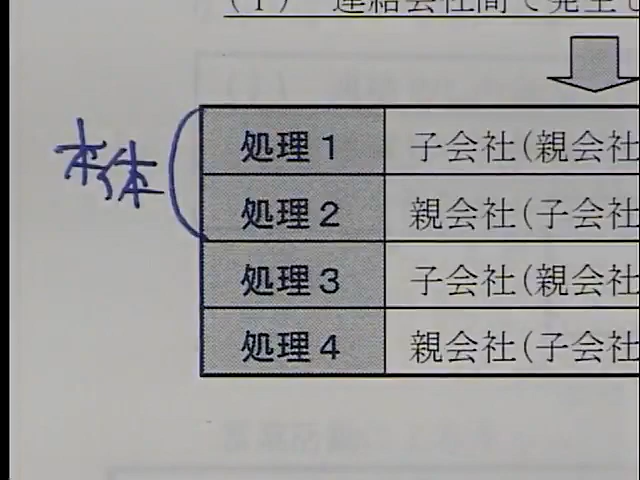 (1) 連結会社間で発生し
本体
処理1 子会社(親会社
処理2 親会社(子会社
処理3 子会社(親会社
処理4 親会社(子会社